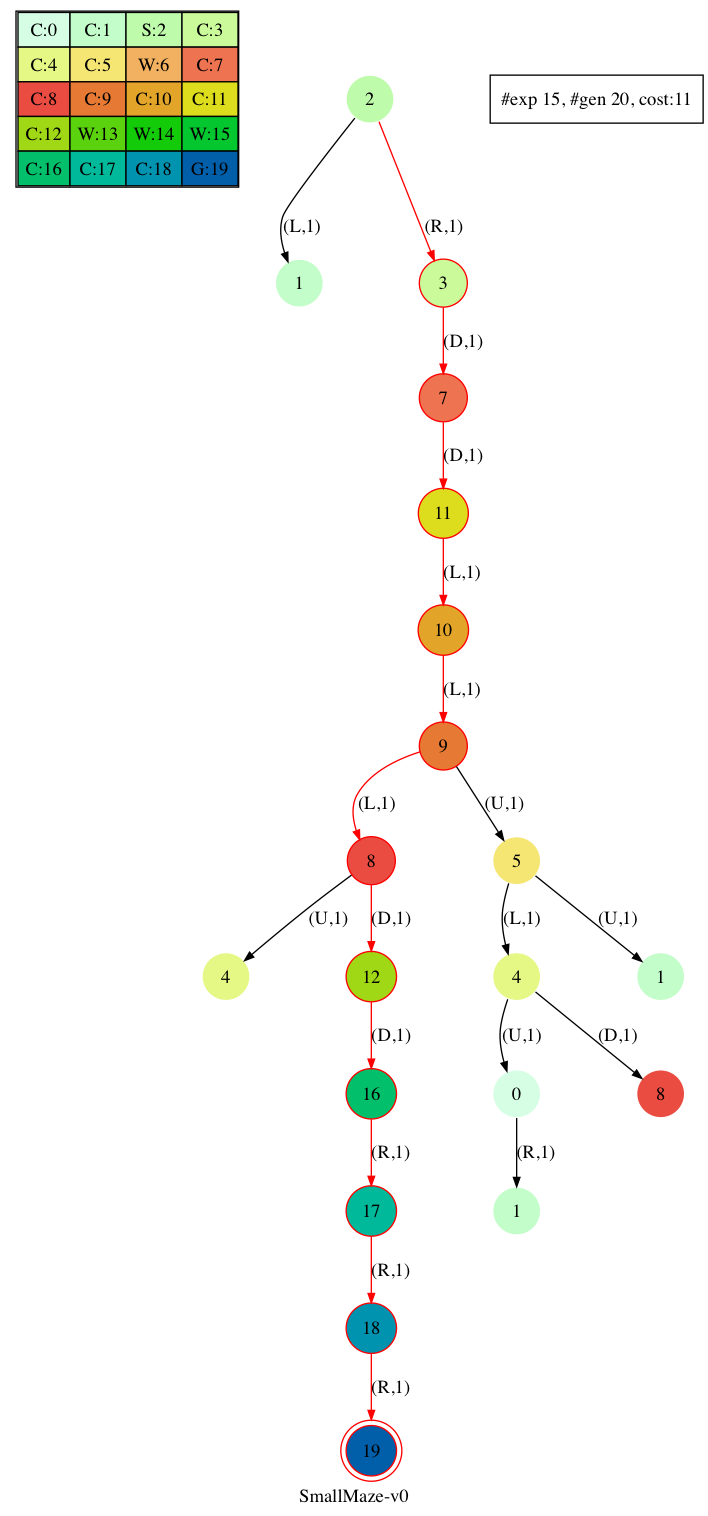 C:0 C:1 S:2 C:3
C:4 C:5 W:6 C:7
C:8 C:9 C:10 C:11
C:12 W:13 W:14 W:15
C:16 C:17 C:18 G:19
#exp 15, #gen 20, cost:11
2
(L,1) (R,1)
1 3
(D,1)
7
(D,1)
11
(L,1)
10
(L,1)
9
(L,1) (U,1)
8 5
(U,1) (D,1) (L,1) (U,1)
4 12 4 1
(D,1) (U,1) (D,1)
16 0 8
(R,1) (R,1)
17 1
(R,1)
18
(R,1)
19
SmallMaze-v0